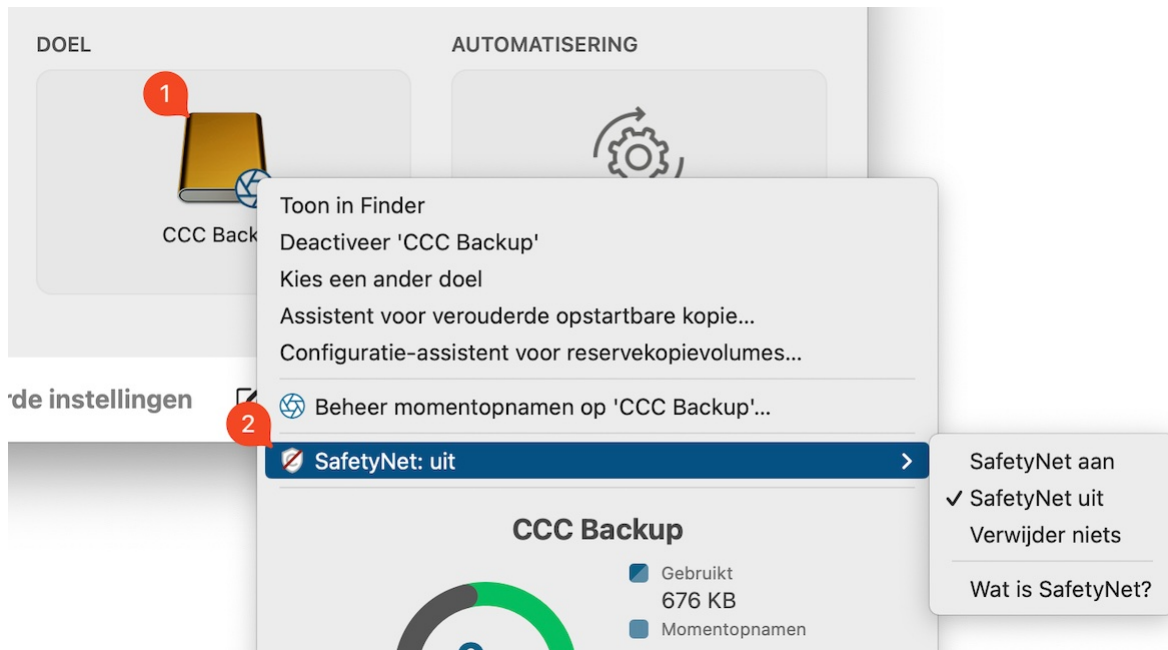 DOEL
AUTOMATISERING
1
CCC Back
Toon in Finder
Deactiveer 'CCC Backup'
Kies een ander doel
Assistent voor verouderde opstartbare kopie...
Configuratie-assistent voor reservekopievolumes...
rde instellingen
Beheer momentopnamen op 'CCC Backup'...
2
SafetyNet: uit
SafetyNet aan
SafetyNet uit
Verwijder niets
Wat is SafetyNet?
CCC Backup
Gebruikt
676 KB
Momentopnamen